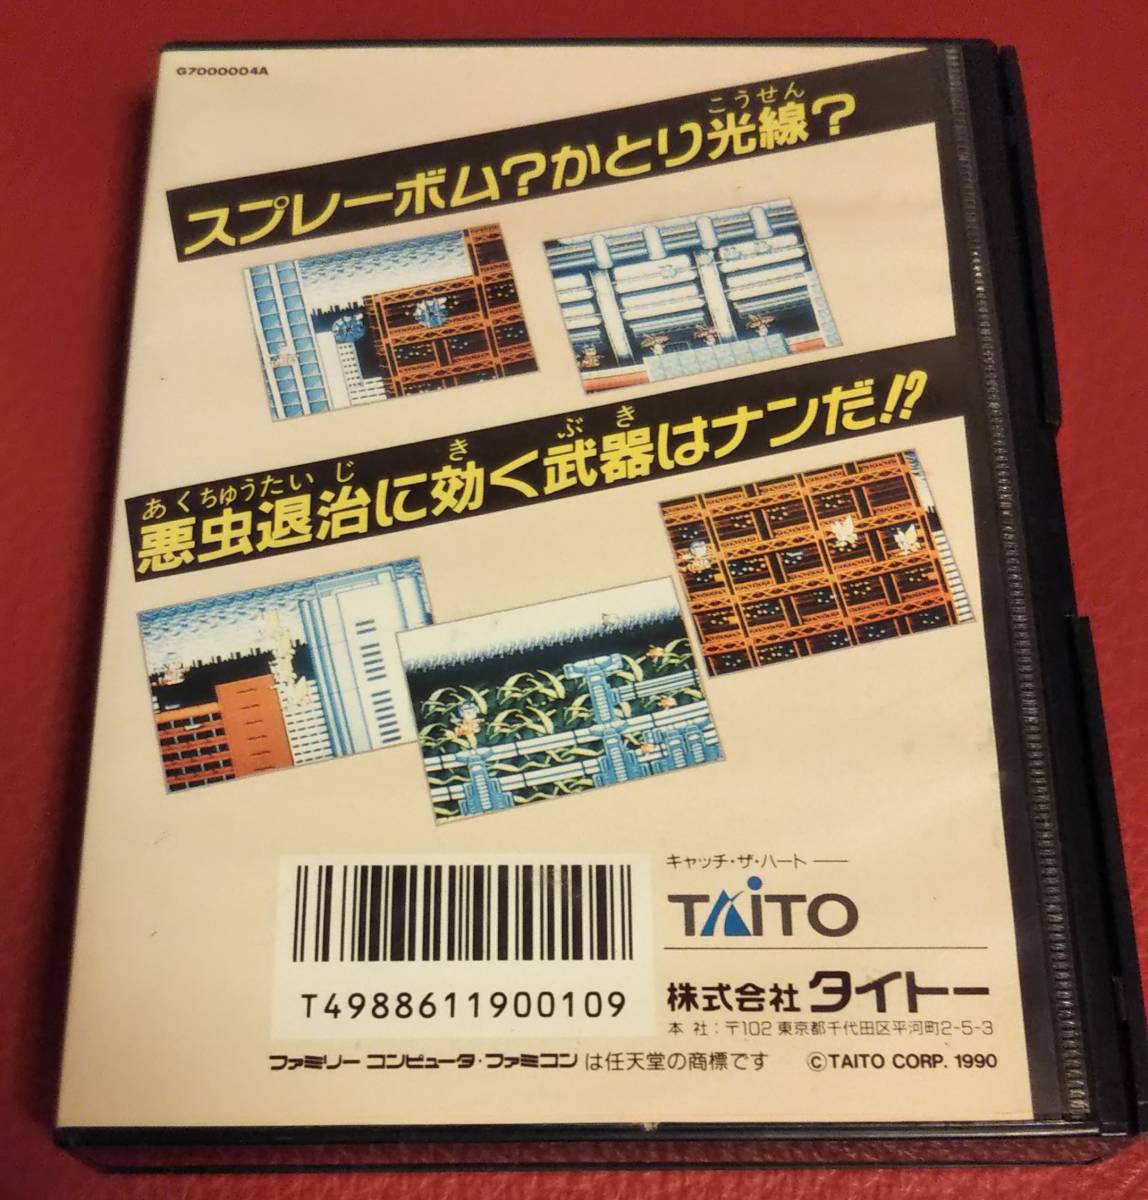 G7000004A
こうせん
スプレーボム?かとり光線?
あくちゅうたいじ き ぶき
悪虫退治に効く武器はナンだ!?
キャッチ・ザ・ハート
TAiTO
T4988611900109
株式会社 タイトー
本 社:〒102 東京都千代田区平河町2-5-3
ファミリー コンピュータ・ファミコン は任天堂の商標です
©TAITO CORP. 1990